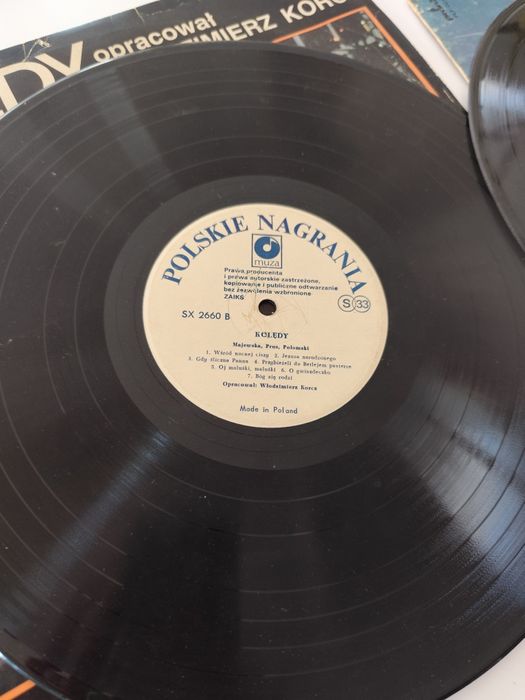 DY opracował
IMIERZ KORC
POLSKIE NAGRANIA
muza
Prawa producenta
i prawa autorskie zastrzeżone,
kopiowanie i publiczne odtwarzanie
bez zezwolenia wzbronione
ZAIKS
SX 2660 B
S 33
KOLĘDY
Majewska, Prus, Połomski
1. Wśród nocnej ciszy 2. Jezusa narodzonego
3. Gdy śliczna Panna 4. Przybieżeli do Betlejem pasterze
5. Oj maluśki, maluśki 6. O gwiazdeczko
7. Bóg się rodzi
Opracował: Włodzimierz Korcz
Made in Poland